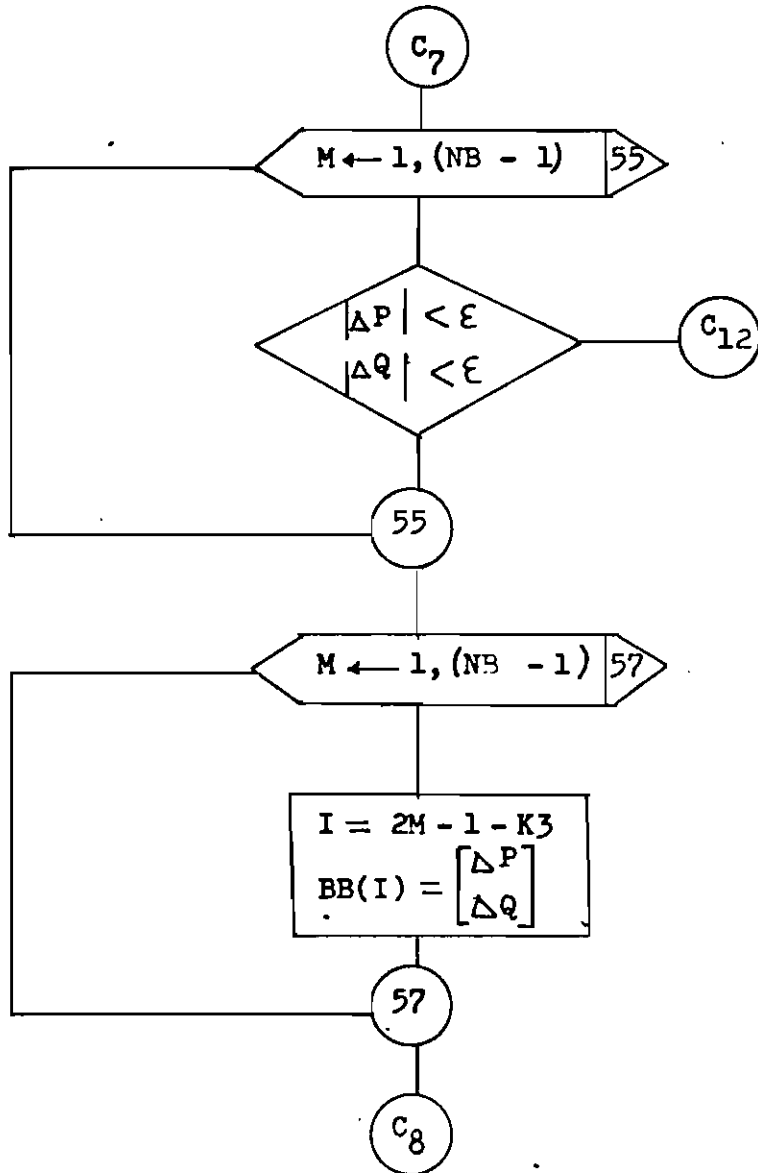 C7
M ← 1, (NB - 1) 55
|ΔP| < ε
|ΔQ| < ε
C12
55
M ← 1, (NB - 1) 57
I = 2M - 1 - K3
BB(I) = [ΔP
ΔQ]
57
C8